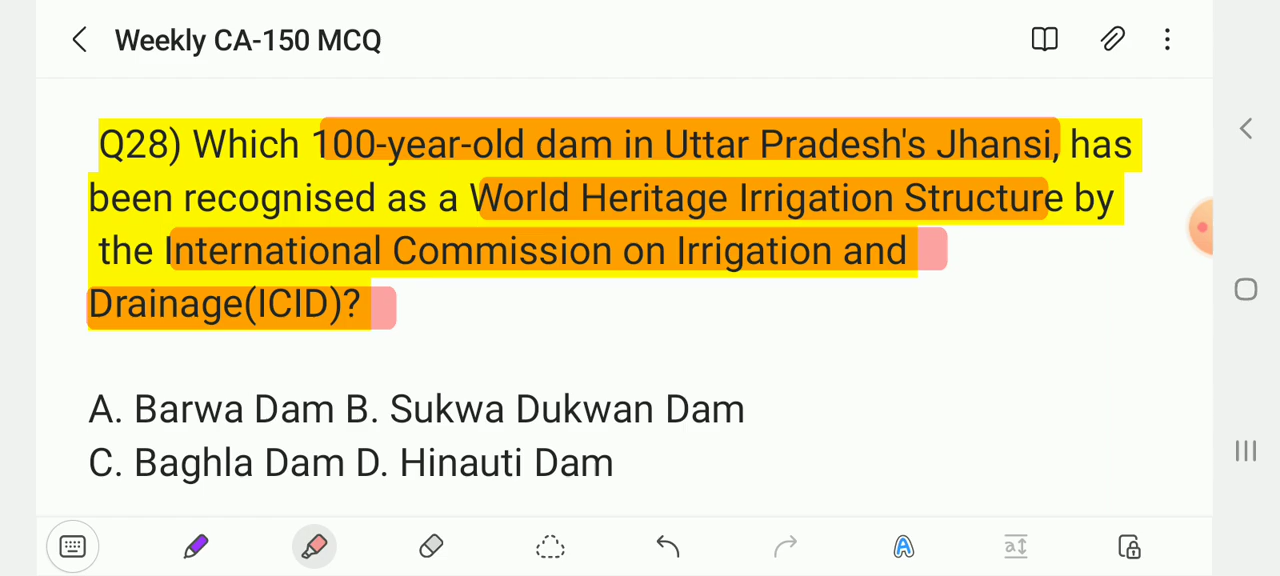 Weekly CA-150 MCQ
Q28) Which 100-year-old dam in Uttar Pradesh's Jhansi, has
been recognised as a World Heritage Irrigation Structure by
the International Commission on Irrigation and
Drainage(ICID)?
A. Barwa Dam B. Sukwa Dukwan Dam
C. Baghla Dam D. Hinauti Dam
A
a